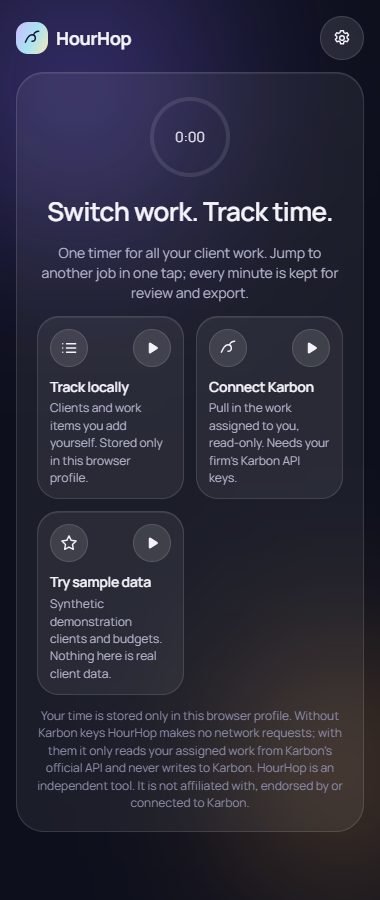 HourHop
0:00
Switch work. Track time.
One timer for all your client work. Jump to
another job in one tap; every minute is kept for
review and export.
Track locally
Clients and work
items you add
yourself. Stored only
in this browser
profile.
Connect Karbon
Pull in the work
assigned to you,
read-only. Needs your
firm's Karbon API
keys.
Try sample data
Synthetic
demonstration
clients and budgets.
Nothing here is real
client data.
Your time is stored only in this browser profile. Without
Karbon keys HourHop makes no network requests; with
them it only reads your assigned work from Karbon's
official API and never writes to Karbon. HourHop is an
independent tool. It is not affiliated with, endorsed by or
connected to Karbon.